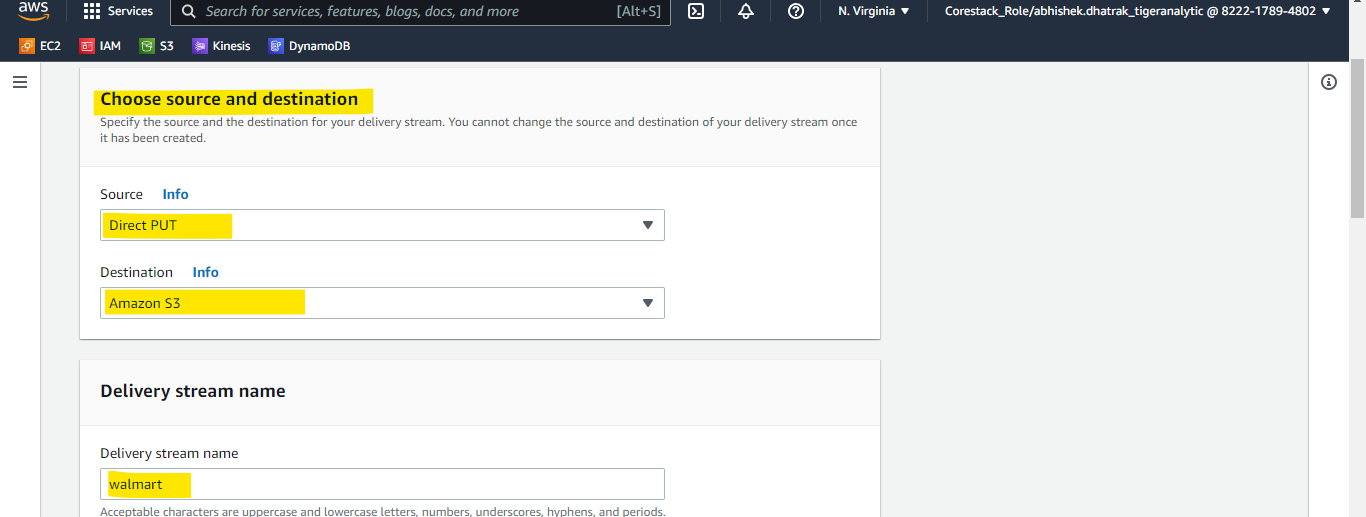 aws
Services
Search for services, features, blogs, docs, and more
[Alt+S]
N. Virginia
Corestack_Role/abhishek.dhatrak_tigeranalytic @ 8222-1789-4802
EC2
IAM
S3
Kinesis
DynamoDB
Choose source and destination
Specify the source and the destination for your delivery stream. You cannot change the source and destination of your delivery stream once
it has been created.
Source Info
Direct PUT
Destination Info
Amazon S3
Delivery stream name
Delivery stream name
walmart
Acceptable characters are uppercase and lowercase letters, numbers, underscores, hyphens, and periods.